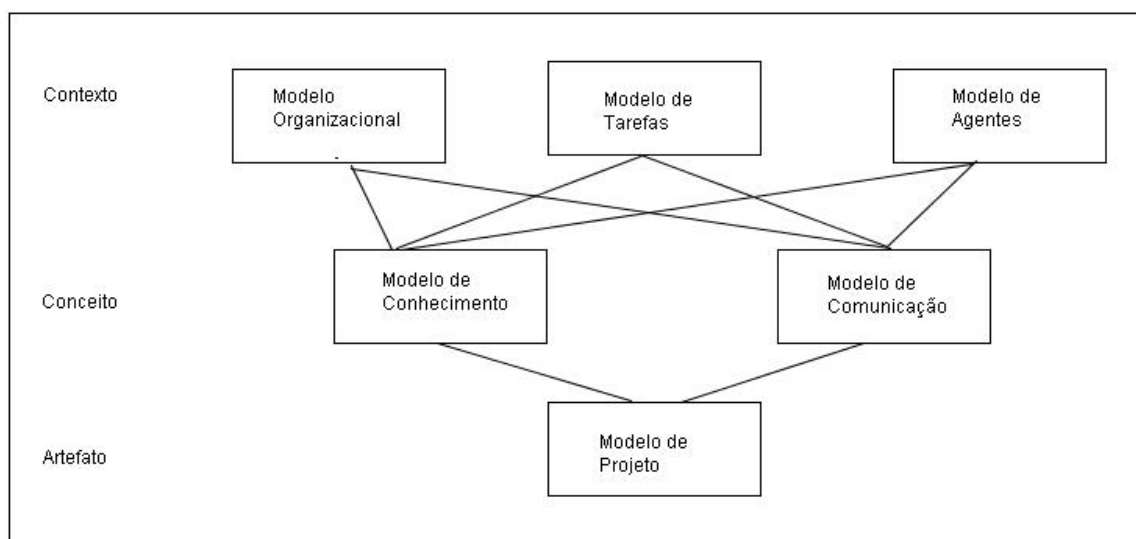 Contexto
Modelo
Organizacional
Modelo de
Tarefas
Modelo de
Agentes
Conceito
Modelo de
Conhecimento
Modelo de
Comunicação
Artefato
Modelo de
Projeto